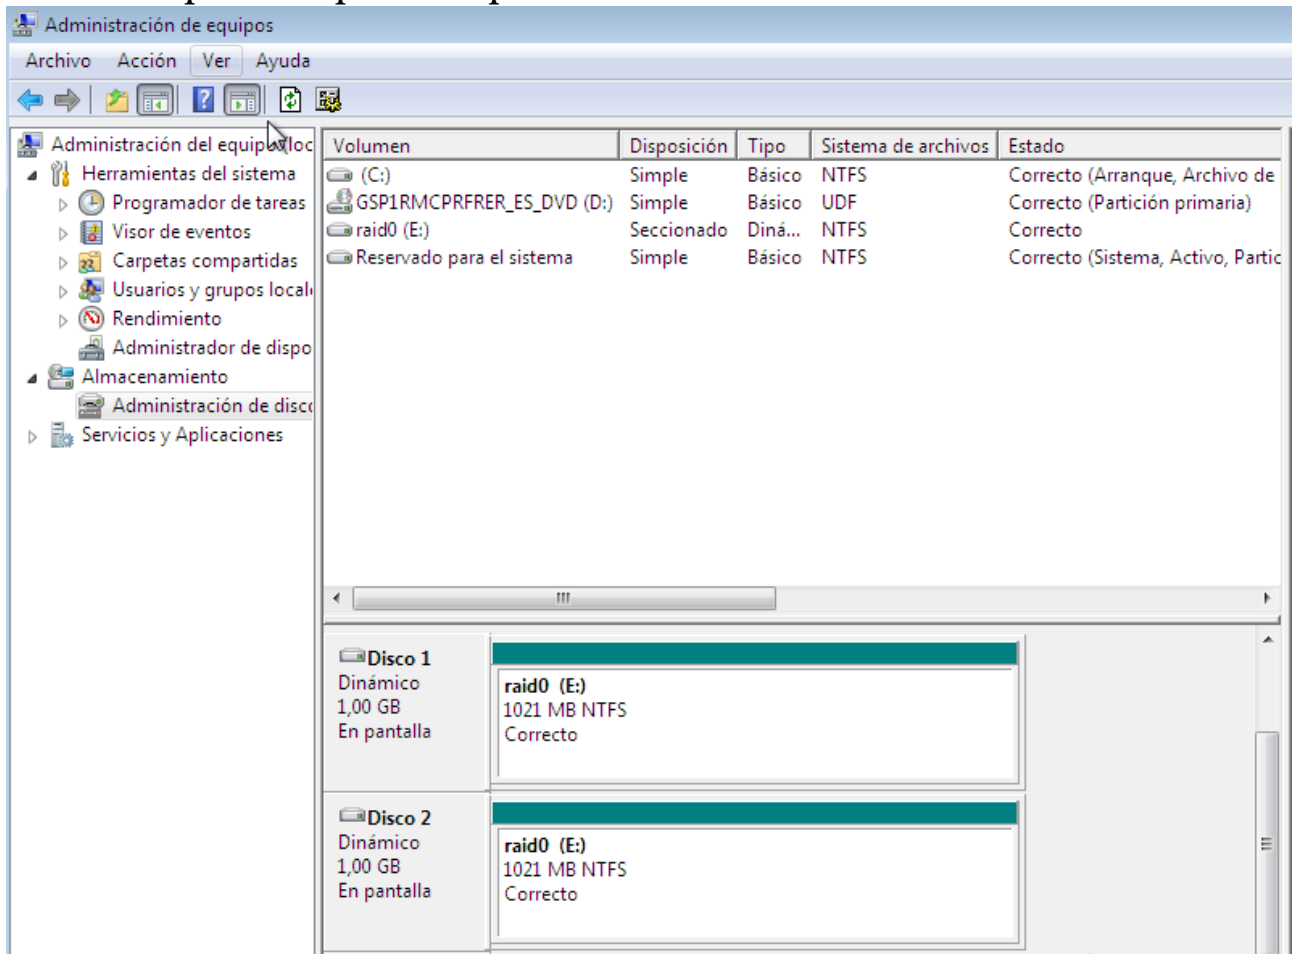 Administración de equipos
Archivo Acción Ver Ayuda
Administración del equipo (loc
Herramientas del sistema
Programador de tareas
Visor de eventos
Carpetas compartidas
Usuarios y grupos locale
Rendimiento
Administrador de dispo
Almacenamiento
Administración de disco
Servicios y Aplicaciones
Volumen Disposición Tipo Sistema de archivos Estado
(C:) Simple Básico NTFS Correcto (Arranque, Archivo de
GSP1RMCPRFRER_ES_DVD (D:) Simple Básico UDF Correcto (Partición primaria)
raid0 (E:) Seccionado Diná... NTFS Correcto
Reservado para el sistema Simple Básico NTFS Correcto (Sistema, Activo, Partic
Disco 1
Dinámico
1,00 GB
En pantalla
raid0 (E:)
1021 MB NTFS
Correcto
Disco 2
Dinámico
1,00 GB
En pantalla
raid0 (E:)
1021 MB NTFS
Correcto